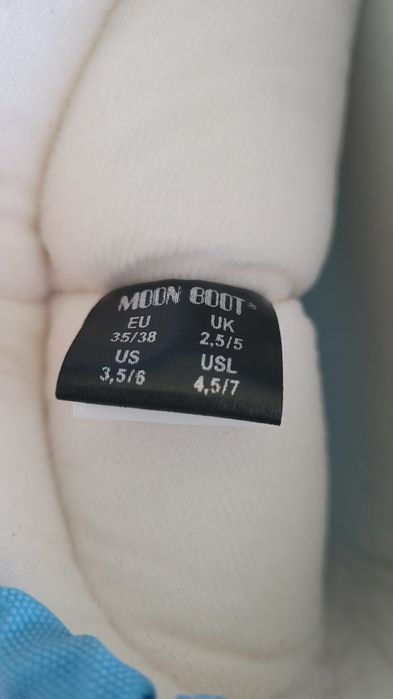 MOON BOOT®
EU UK
35/38 2,5/5
US USL
3,5/6 4,5/7